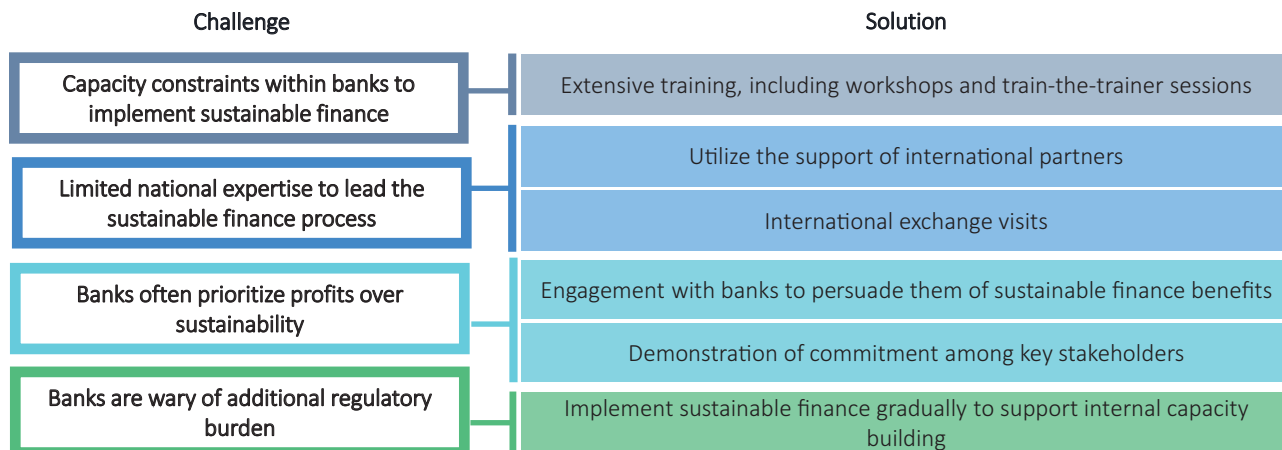 Challenge
Solution
Capacity constraints within banks to
implement sustainable finance
Extensive training, including workshops and train-the-trainer sessions
Limited national expertise to lead the
sustainable finance process
Utilize the support of international partners
International exchange visits
Banks often prioritize profits over
sustainability
Engagement with banks to persuade them of sustainable finance benefits
Demonstration of commitment among key stakeholders
Banks are wary of additional regulatory
burden
Implement sustainable finance gradually to support internal capacity
building